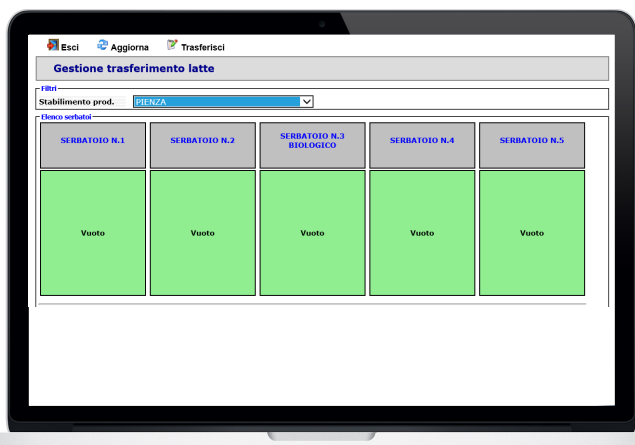 Esci Aggiorna Trasferisci
Gestione trasferimento latte
Filtri
Stabilimento prod. PIENZA
Elenco serbatoi
SERBATOIO N.1 SERBATOIO N.2 SERBATOIO N.3 BIOLOGICO SERBATOIO N.4 SERBATOIO N.5
Vuoto Vuoto Vuoto Vuoto Vuoto